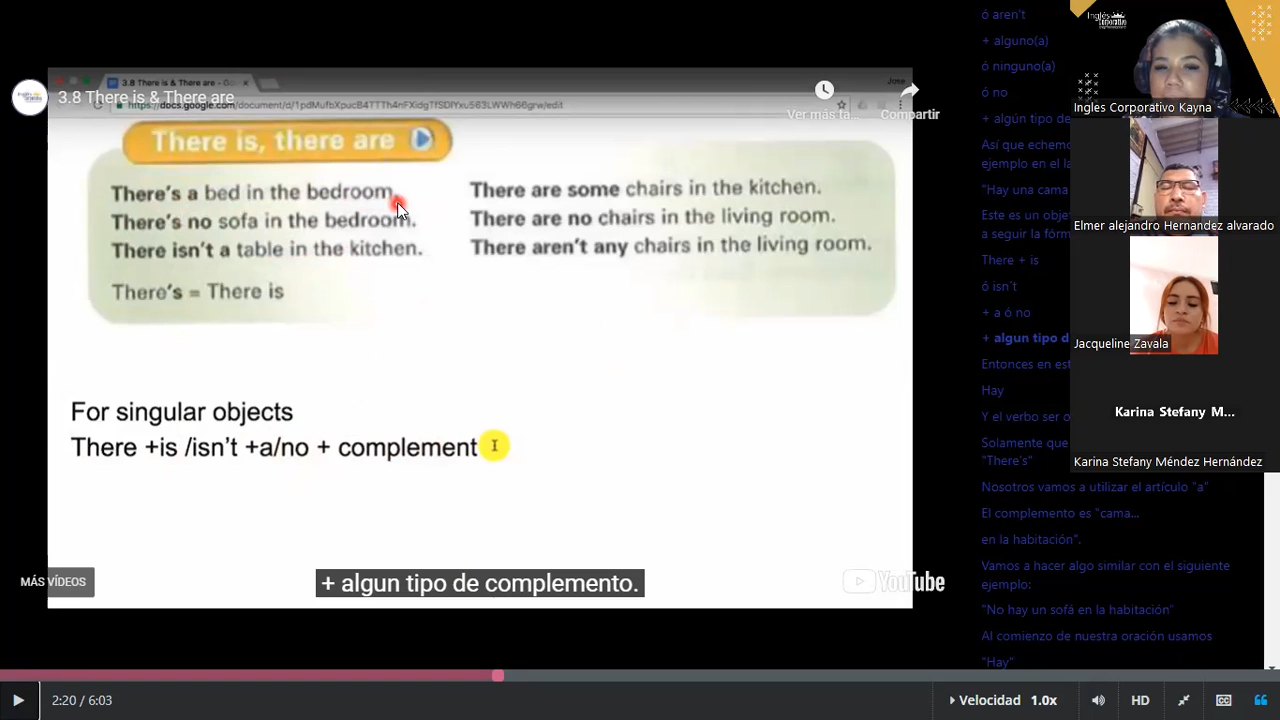 3.8 There is & There are
Ver más ta...
Compartir
There is, there are
There's a bed in the bedroom.
There's no sofa in the bedroom.
There isn't a table in the kitchen.
There's = There is
There are some chairs in the kitchen.
There are no chairs in the living room.
There aren't any chairs in the living room.
For singular objects
There +is /isn't +a/no + complement
+ algun tipo de complemento.
MÁS VÍDEOS
YouTube
2:20 / 6:03
Velocidad 1.0x
HD
CC
ó aren't
+ alguno(a)
ó ninguno(a)
ó no
+ algún tipo de
Así que echemo
ejemplo en el la
"Hay una cama
Este es un objet
a seguir la fórm
There + is
ó isn´t
+ a ó no
+ algun tipo d
Entonces en est
Hay
Y el verbo ser o
Solamente que
"There's"
Nosotros vamos a utilizar el artículo "a"
El complemento es "cama...
en la habitación".
Vamos a hacer algo similar con el siguiente
ejemplo:
"No hay un sofá en la habitación"
Al comienzo de nuestra oración usamos
"Hay"
Inglés
Corporativo
Ingles Corporativo Kayna
Elmer alejandro Hernandez alvarado
Jacqueline Zavala
Karina Stefany M...
Karina Stefany Méndez Hernández